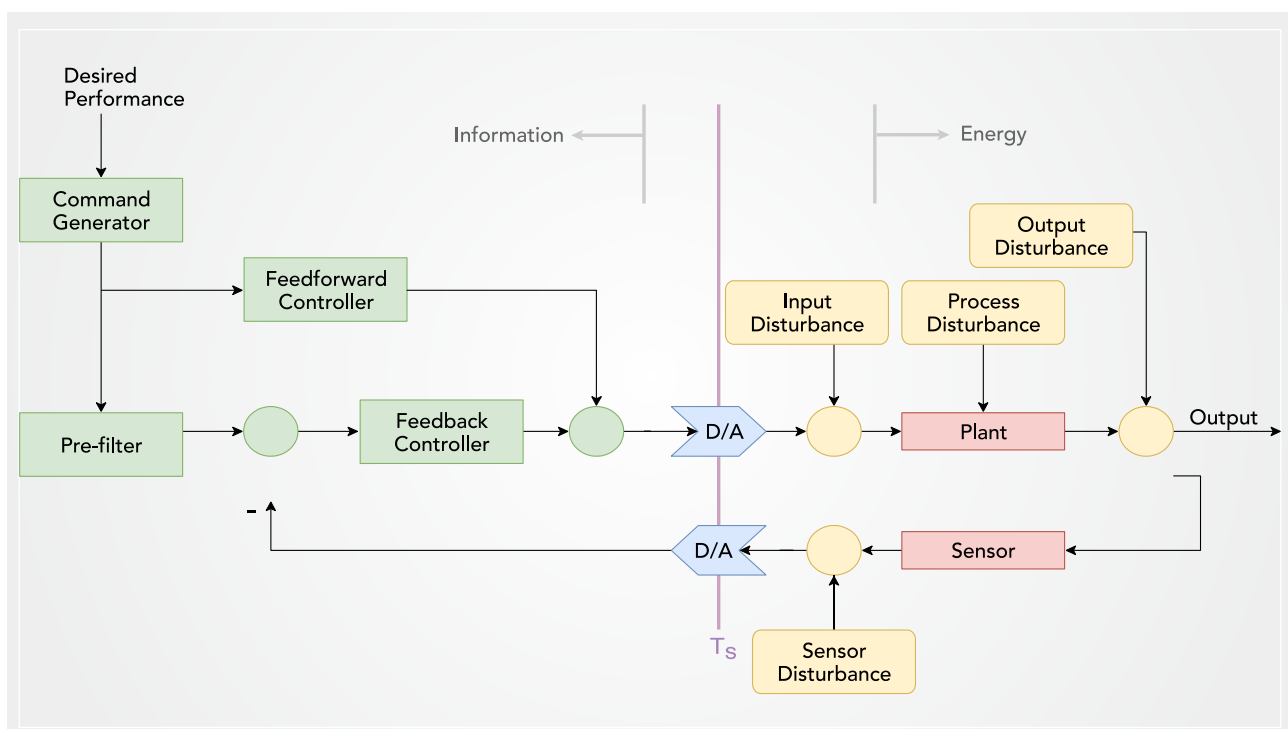 Desired
Performance
Information
Energy
Command
Generator
Output
Disturbance
Feedforward
Controller
Input
Disturbance
Process
Disturbance
Pre-filter
Feedback
Controller
D/A
Plant
Output
-
D/A
Sensor
Ts
Sensor
Disturbance